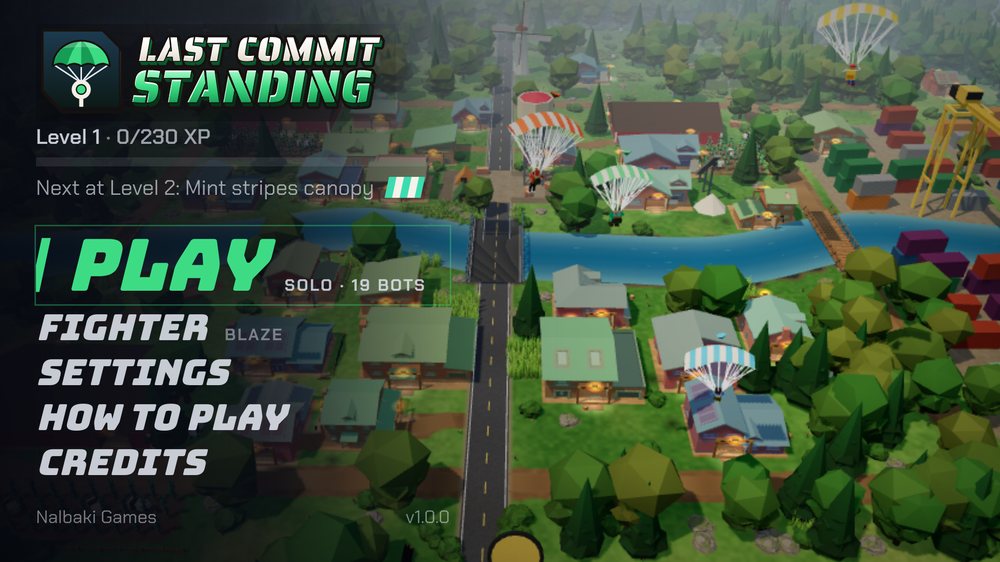 LAST COMMIT
STANDING
Level 1 · 0/230 XP
Next at Level 2: Mint stripes canopy
PLAY SOLO · 19 BOTS
FIGHTER BLAZE
SETTINGS
HOW TO PLAY
CREDITS
Nalbaki Games v1.0.0